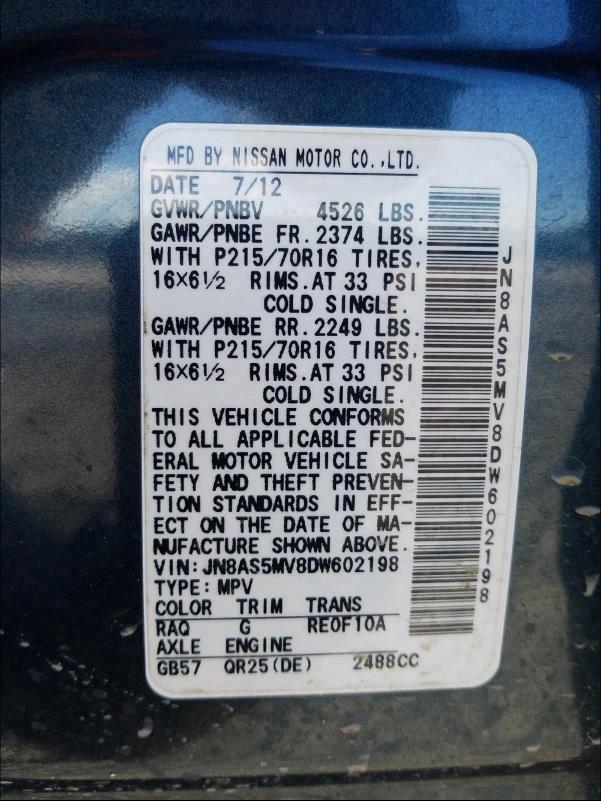 MFD BY NISSAN MOTOR CO.,LTD.
DATE 7/12
GVWR/PNBV 4526 LBS.
GAWR/PNBE FR. 2374 LBS.
WITH P215/70R16 TIRES,
16X6½ RIMS.AT 33 PSI
COLD SINGLE.
GAWR/PNBE RR. 2249 LBS.
WITH P215/70R16 TIRES,
16X6½ RIMS.AT 33 PSI
COLD SINGLE.
THIS VEHICLE CONFORMS
TO ALL APPLICABLE FED-
ERAL MOTOR VEHICLE SA-
FETY AND THEFT PREVEN-
TION STANDARDS IN EFF-
ECT ON THE DATE OF MA-
NUFACTURE SHOWN ABOVE.
VIN:JN8AS5MV8DW602198
TYPE:MPV
COLOR TRIM TRANS
RAQ G RE0F10A
AXLE ENGINE
GB57 QR25(DE) 2488CC
JN8AS5MV8DW602198